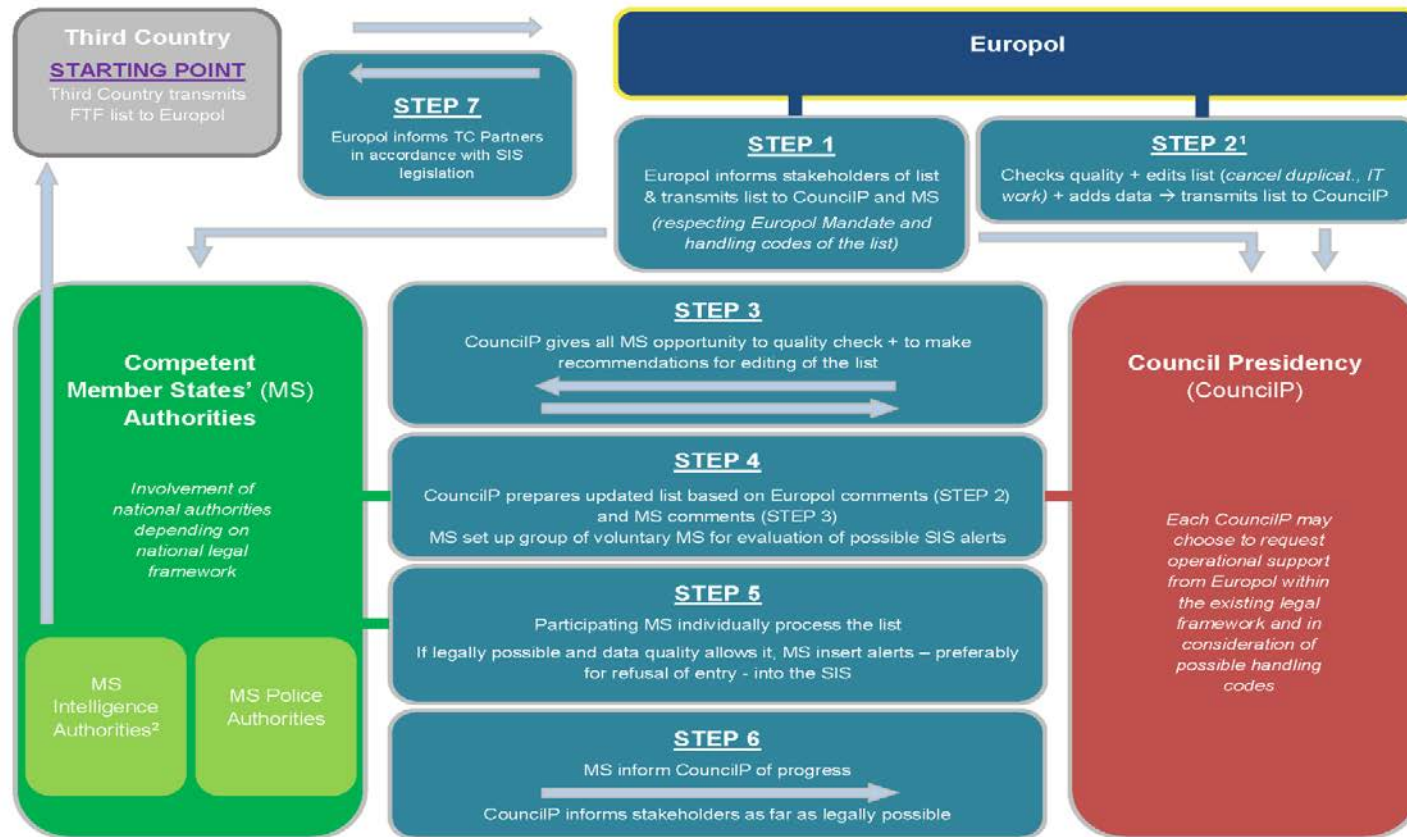 Third Country
STARTING POINT
Third Country transmits
FTF list to Europol
STEP 7
Europol informs TC Partners
in accordance with SIS
legislation
Europol
STEP 1
Europol informs stakeholders of list
& transmits list to CouncilP and MS
(respecting Europol Mandate and
handling codes of the list)
STEP 2¹
Checks quality + edits list (cancel duplicat., IT
work) + adds data → transmits list to CouncilP
Competent
Member States' (MS)
Authorities
Involvement of
national authorities
depending on
national legal
framework
MS
Intelligence
Authorities²
MS Police
Authorities
STEP 3
CouncilP gives all MS opportunity to quality check + to make
recommendations for editing of the list
STEP 4
CouncilP prepares updated list based on Europol comments (STEP 2)
and MS comments (STEP 3)
MS set up group of voluntary MS for evaluation of possible SIS alerts
STEP 5
Participating MS individually process the list
If legally possible and data quality allows it, MS insert alerts – preferably
for refusal of entry - into the SIS
STEP 6
MS inform CouncilP of progress
CouncilP informs stakeholders as far as legally possible
Council Presidency
(CouncilP)
Each CouncilP may
choose to request
operational support
from Europol within
the existing legal
framework and in
consideration of
possible handling
codes